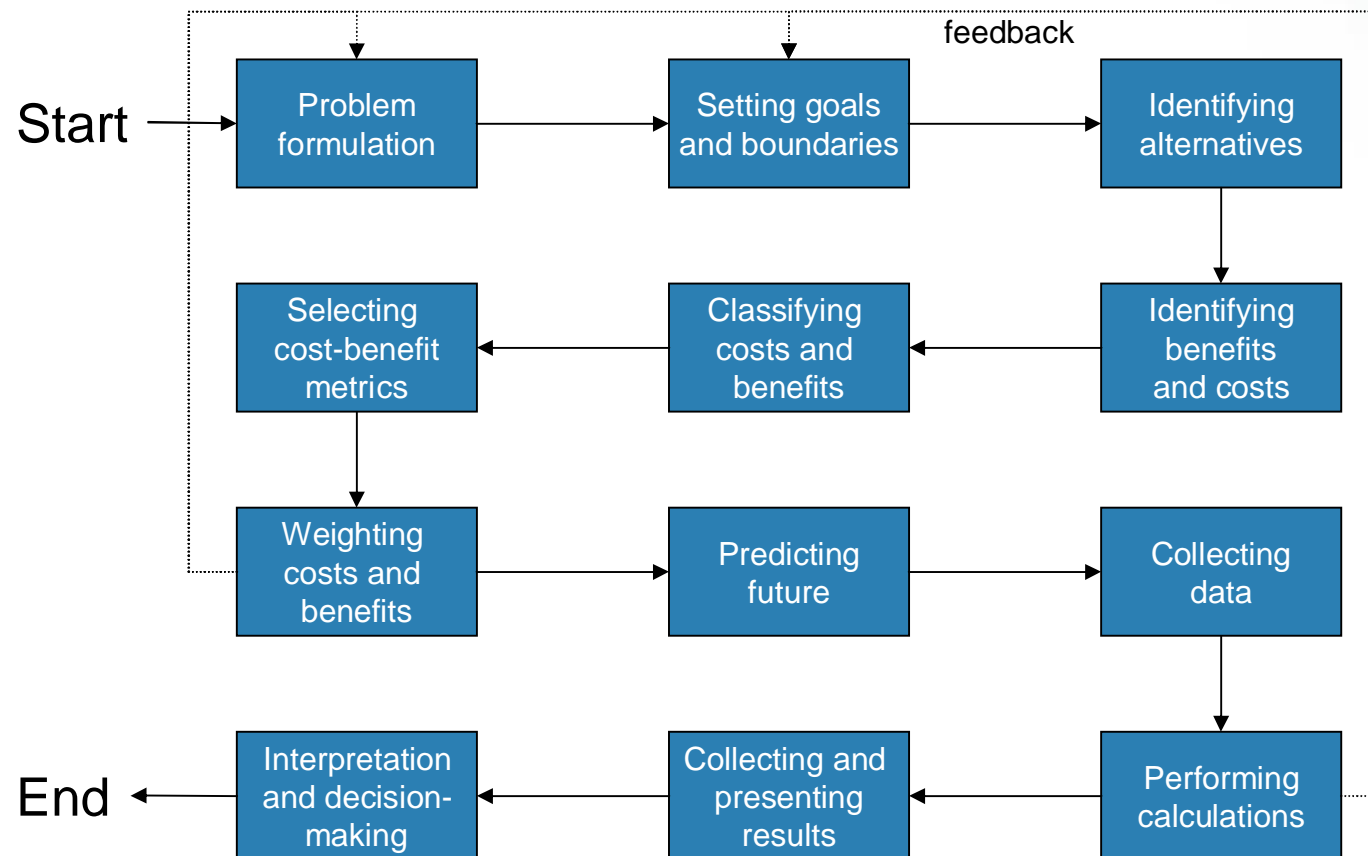 feedback
Start
Problem
formulation
Setting goals
and boundaries
Identifying
alternatives
Identifying
benefits
and costs
Classifying
costs and
benefits
Selecting
cost-benefit
metrics
Weighting
costs and
benefits
Predicting
future
Collecting
data
Performing
calculations
Collecting and
presenting
results
Interpretation
and decision-
making
End